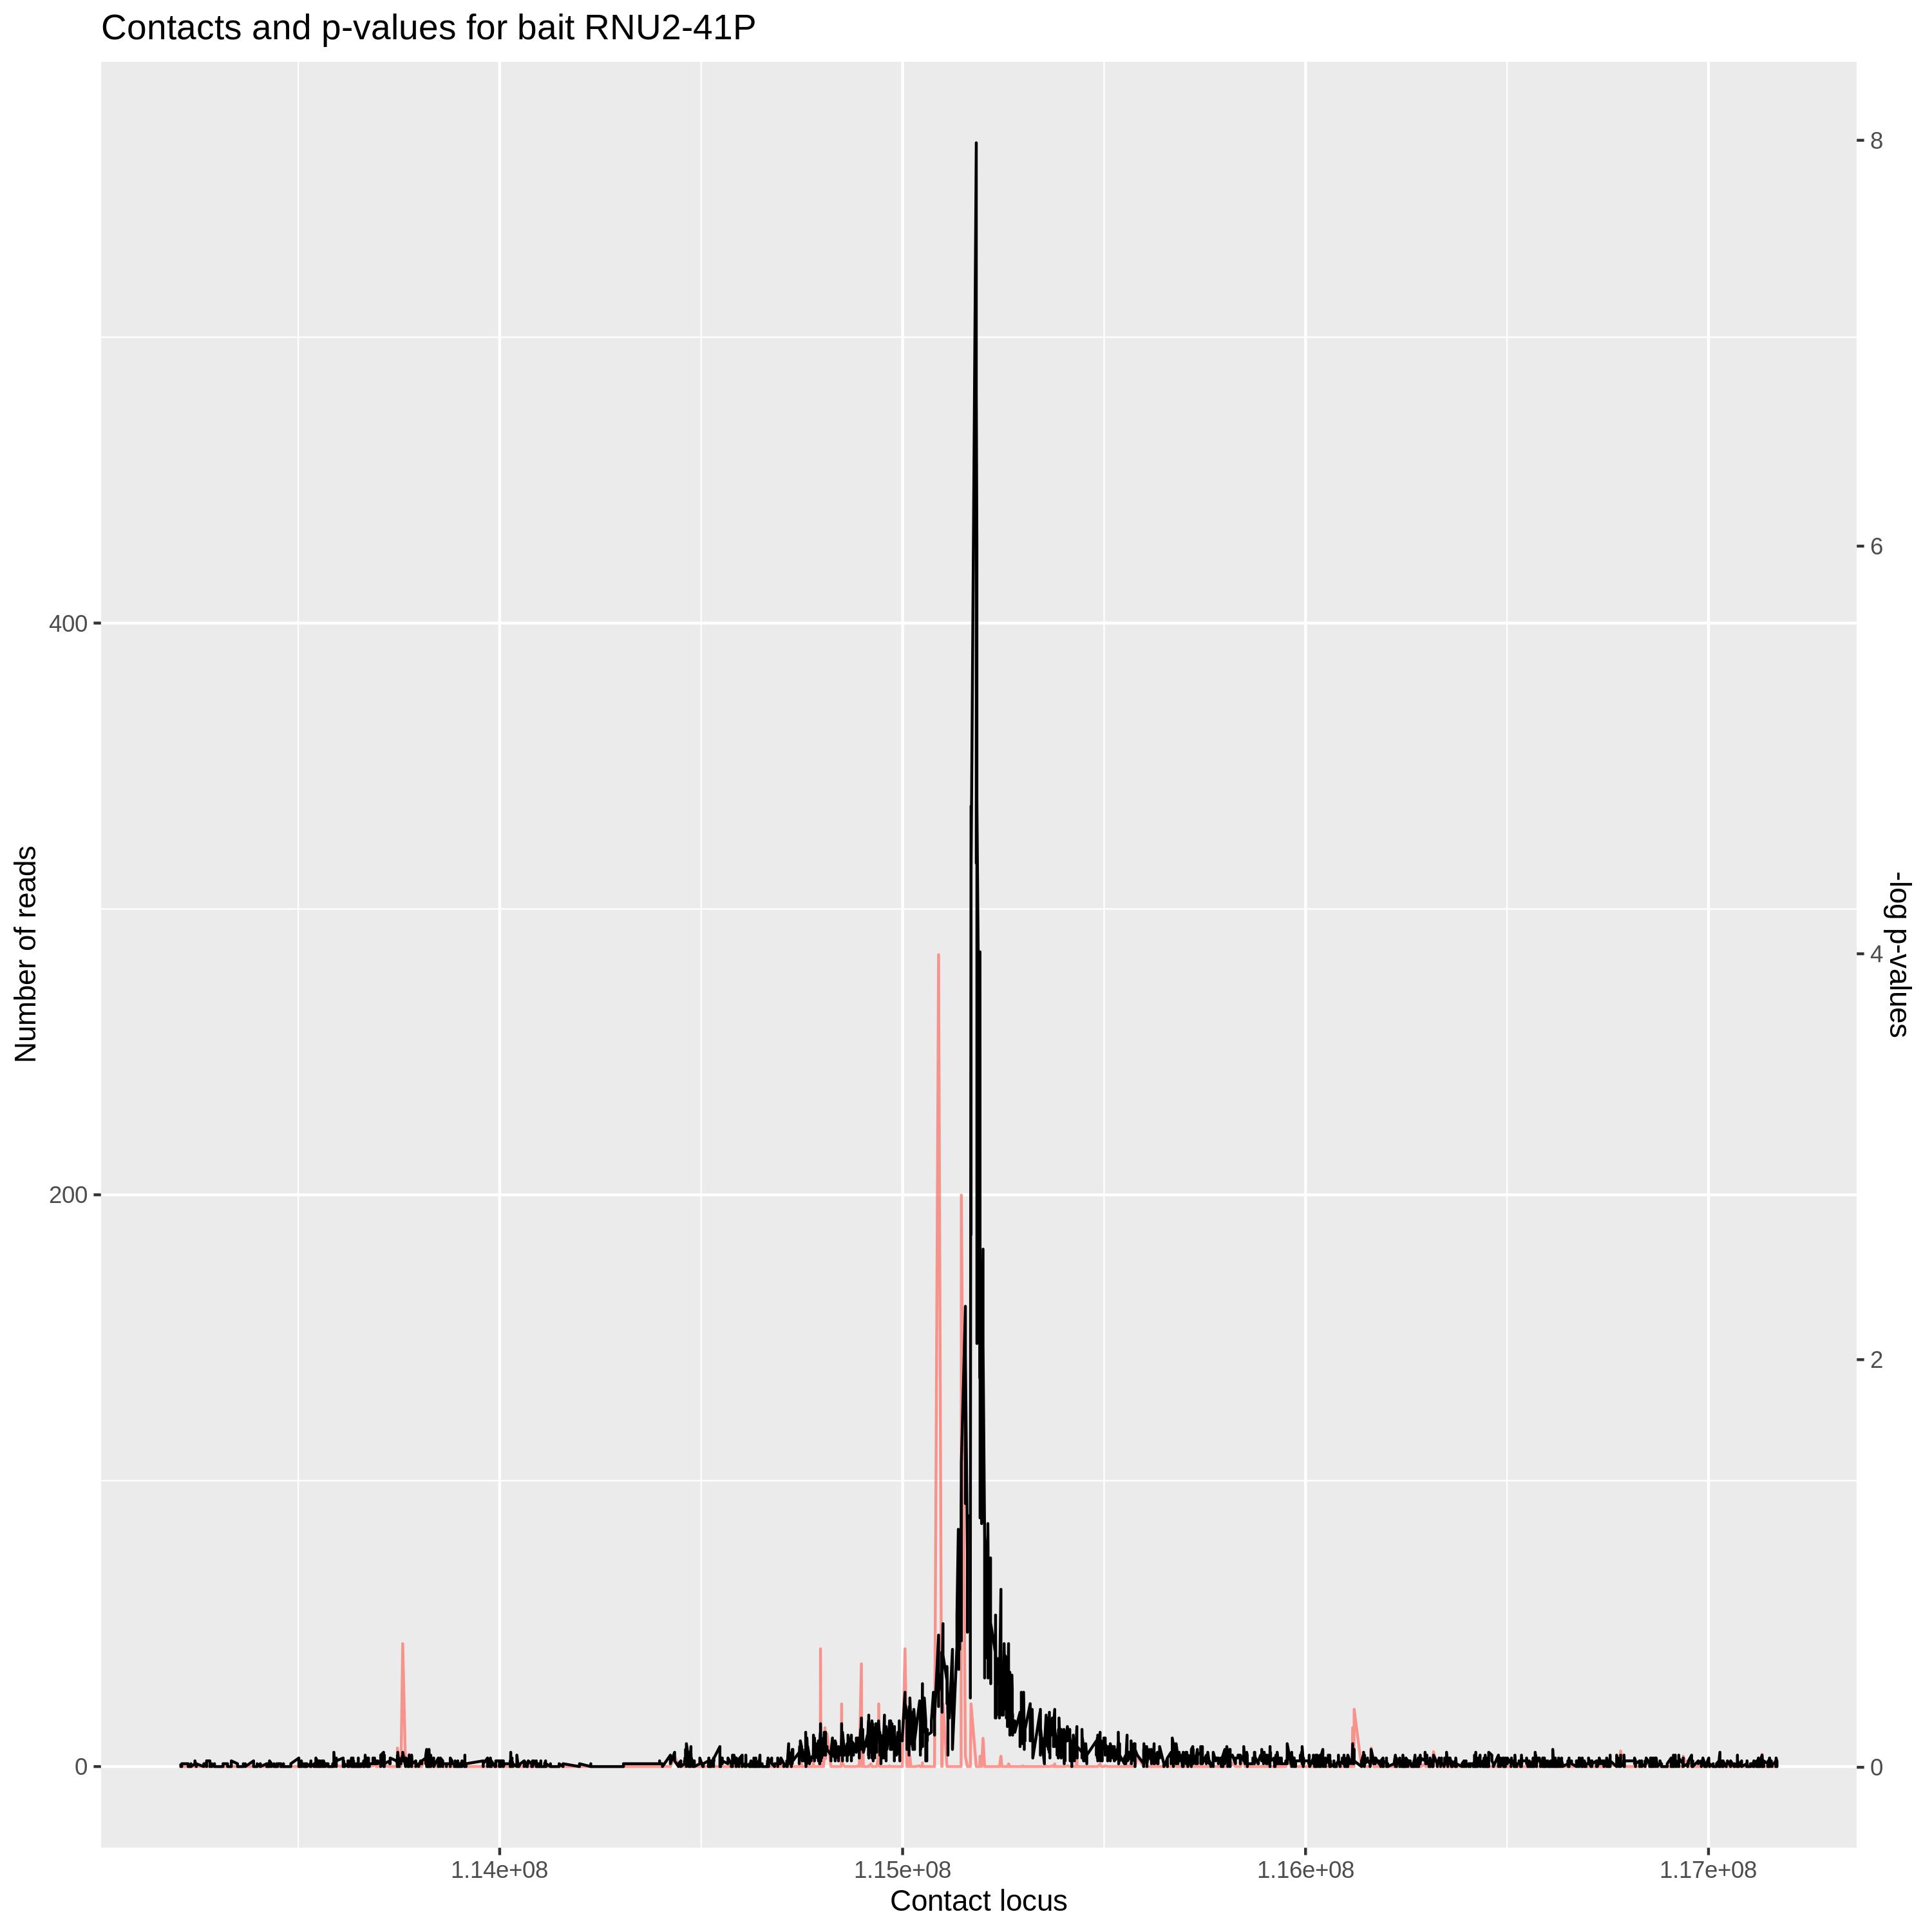 Contacts and p-values for bait RNU2-41P
8
6
400
Number of reads
-log p-values
4
200
2
0
0
1.14e+08
1.15e+08
1.16e+08
1.17e+08
Contact locus